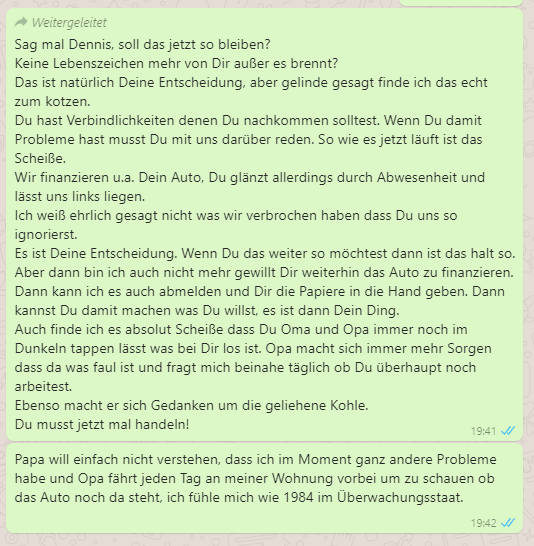 Weitergeleitet
Sag mal Dennis, soll das jetzt so bleiben?
Keine Lebenszeichen mehr von Dir außer es brennt?
Das ist natürlich Deine Entscheidung, aber gelinde gesagt finde ich das echt
zum kotzen.
Du hast Verbindlichkeiten denen Du nachkommen solltest. Wenn Du damit
Probleme hast musst Du mit uns darüber reden. So wie es jetzt läuft ist das
Scheiße.
Wir finanzieren u.a. Dein Auto, Du glänzt allerdings durch Abwesenheit und
lässt uns links liegen.
Ich weiß ehrlich gesagt nicht was wir verbrochen haben dass Du uns so
ignorierst.
Es ist Deine Entscheidung. Wenn Du das weiter so möchtest dann ist das halt so.
Aber dann bin ich auch nicht mehr gewillt Dir weiterhin das Auto zu finanzieren.
Dann kann ich es auch abmelden und Dir die Papiere in die Hand geben. Dann
kannst Du damit machen was Du willst, es ist dann Dein Ding.
Auch finde ich es absolut Scheiße dass Du Oma und Opa immer noch im
Dunkeln tappen lässt was bei Dir los ist. Opa macht sich immer mehr Sorgen
dass da was faul ist und fragt mich beinahe täglich ob Du überhaupt noch
arbeitest.
Ebenso macht er sich Gedanken um die geliehene Kohle.
Du musst jetzt mal handeln!
19:41
Papa will einfach nicht verstehen, dass ich im Moment ganz andere Probleme
habe und Opa fährt jeden Tag an meiner Wohnung vorbei um zu schauen ob
das Auto noch da steht, ich fühle mich wie 1984 im Überwachungsstaat.
19:42